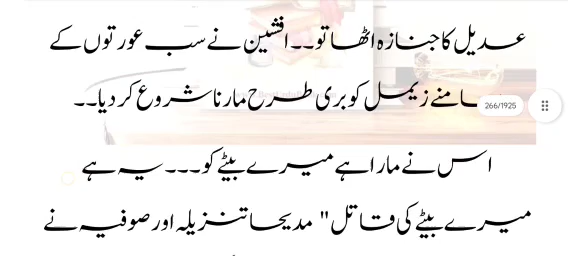 عدیل کا جنازہ اٹھا تو۔۔افشین نے سب عورتوں کے
سامنے زیمل کو بری طرح مارنا شروع کر دیا۔۔
266/1925
اس نے مارا ہے میرے بیٹے کو۔۔۔ یہ ہے
میرے بیٹے کی قاتل" مدیحا تنزیلہ اور صوفیہ نے